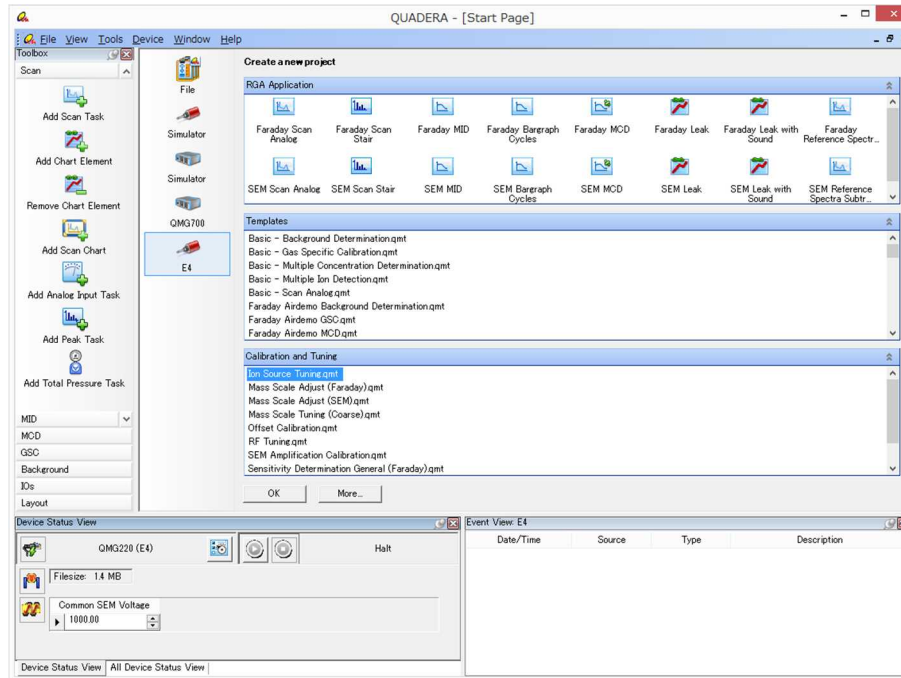 QUADERA - [Start Page]
File View Tools Device Window Help
Toolbox
Scan
Add Scan Task
Add Chart Element
Remove Chart Element
Add Scan Chart
Add Analog Input Task
Add Peak Task
Add Total Pressure Task
MID
MCD
GSC
Background
IOs
Layout
File
Simulator
Simulator
QMG700
E4
Create a new project
RGA Application
Faraday Scan Analog
Faraday Scan Stair
Faraday MID
Faraday Bargraph Cycles
Faraday MCD
Faraday Leak
Faraday Leak with Sound
Faraday Reference Spectr...
SEM Scan Analog
SEM Scan Stair
SEM MID
SEM Bargraph Cycles
SEM MCD
SEM Leak
SEM Leak with Sound
SEM Reference Spectra Subtr...
Templates
Basic - Background Determination.qmt
Basic - Gas Specific Calibration.qmt
Basic - Multiple Concentration Determination.qmt
Basic - Multiple Ion Detection.qmt
Basic - Scan Analog.qmt
Faraday Airdemo Background Determination.qmt
Faraday Airdemo GSC.qmt
Faraday Airdemo MCD.qmt
Calibration and Tuning
Ion Source Tuning.qmt
Mass Scale Adjust (Faraday).qmt
Mass Scale Adjust (SEM).qmt
Mass Scale Tuning (Coarse).qmt
Offset Calibration.qmt
RF Tuning.qmt
SEM Amplification Calibration.qmt
Sensitivity Determination General (Faraday).qmt
OK More...
Device Status View
QMG220 (E4) Halt
Filesize: 1.4 MB
Common SEM Voltage
1000.00
Device Status View All Device Status View
Event View: E4
Date/Time Source Type Description